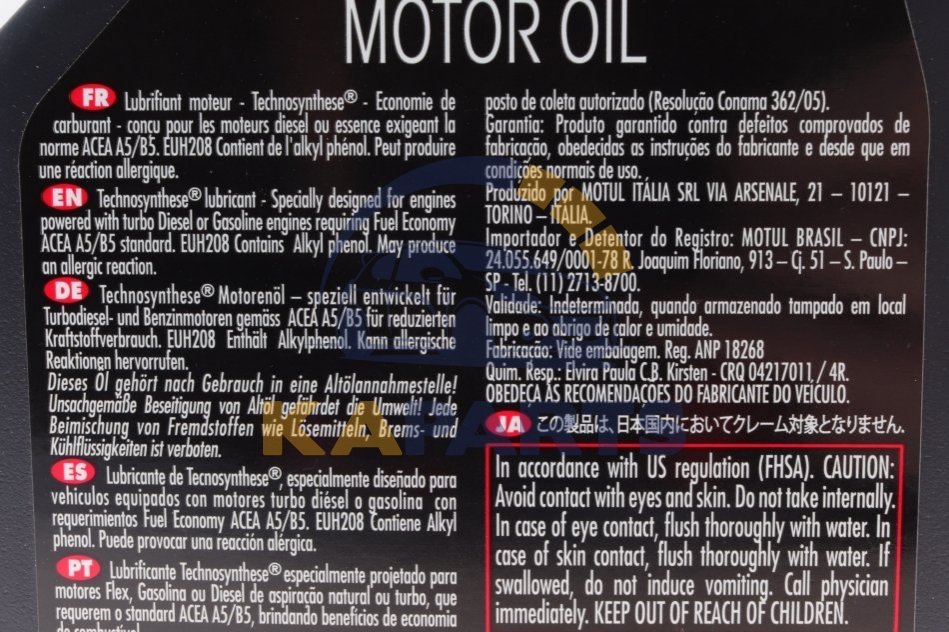 MOTOR OIL
FR Lubrifiant moteur - Technosynthese® - Economie de
carburant - conçu pour les moteurs diesel ou essence exigeant la
norme ACEA A5/B5. EUH208 Contient de l'alkyl phénol. Peut produire
une réaction allergique.
EN Technosynthese® lubricant - Specially designed for engines
powered with turbo Diesel or Gasoline engines requiring Fuel Economy
ACEA A5/B5 standard. EUH208 Contains Alkyl phenol. May produce
an allergic reaction.
DE Technosynthese® Motorenöl – speziell entwickelt für
Turbodiesel- und Benzinmotoren gemäss ACEA A5/B5 für reduzierten
Kraftstoffverbrauch. EUH208 Enthält Alkylphenol. Kann allergische
Reaktionen hervorrufen.
Dieses Öl gehört nach Gebrauch in eine Altölannahmestelle!
Unsachgemäße Beseitigung von Altöl gefährdet die Umwelt! Jede
Beimischung von Fremdstoffen wie Lösemitteln, Brems- und
Kühlflüssigkeiten ist verboten.
ES Lubricante de Tecnosynthese®, especialmente diseñado para
vehiculos equipados con motores turbo diésel o gasolina con
requerimientos Fuel Economy ACEA A5/B5. EUH208 Contiene Alkyl
phenol. Puede provocar una reacción alérgica.
PT Lubrificante Technosynthese® especialmente projetado para
motores Flex, Gasolina ou Diesel de aspiração natural ou turbo, que
requerem o standard ACEA A5/B5, brindando benefícios de economia
de combustível
posto de coleta autorizado (Resolução Conama 362/05).
Garantia: Produto garantido contra defeitos comprovados de
fabricação, obedecidas as instruções do fabricante e desde que em
condições normais de uso.
Produzido por MOTUL ITÁLIA SRL VIA ARSENALE, 21 – 10121 –
TORINO – ITÁLIA.
Importador e Detentor do Registro: MOTUL BRASIL – CNPJ:
24.055.649/0001-78 R. Joaquim Floriano, 913 – Cj. 51 – S. Paulo –
SP - Tel. (11) 2713-8700.
Validade: Indeterminada, quando armazenado tampado em local
limpo e ao abrigo de calor e umidade.
Fabricação: Vide embalagem. Reg. ANP 18268
Quim. Resp.: Elvira Paula C.B. Kirsten - CRQ 04217011 / 4R.
OBEDEÇA ÀS RECOMENDAÇÕES DO FABRICANTE DO VEÍCULO.
JA この製品は、日本国内においてクレーム対象となりません。
In accordance with US regulation (FHSA). CAUTION:
Avoid contact with eyes and skin. Do not take internally.
In case of eye contact, flush thoroughly with water. In
case of skin contact, flush thoroughly with water. If
swallowed, do not induce vomiting. Call physician
immediately. KEEP OUT OF REACH OF CHILDREN.
KATPARTS